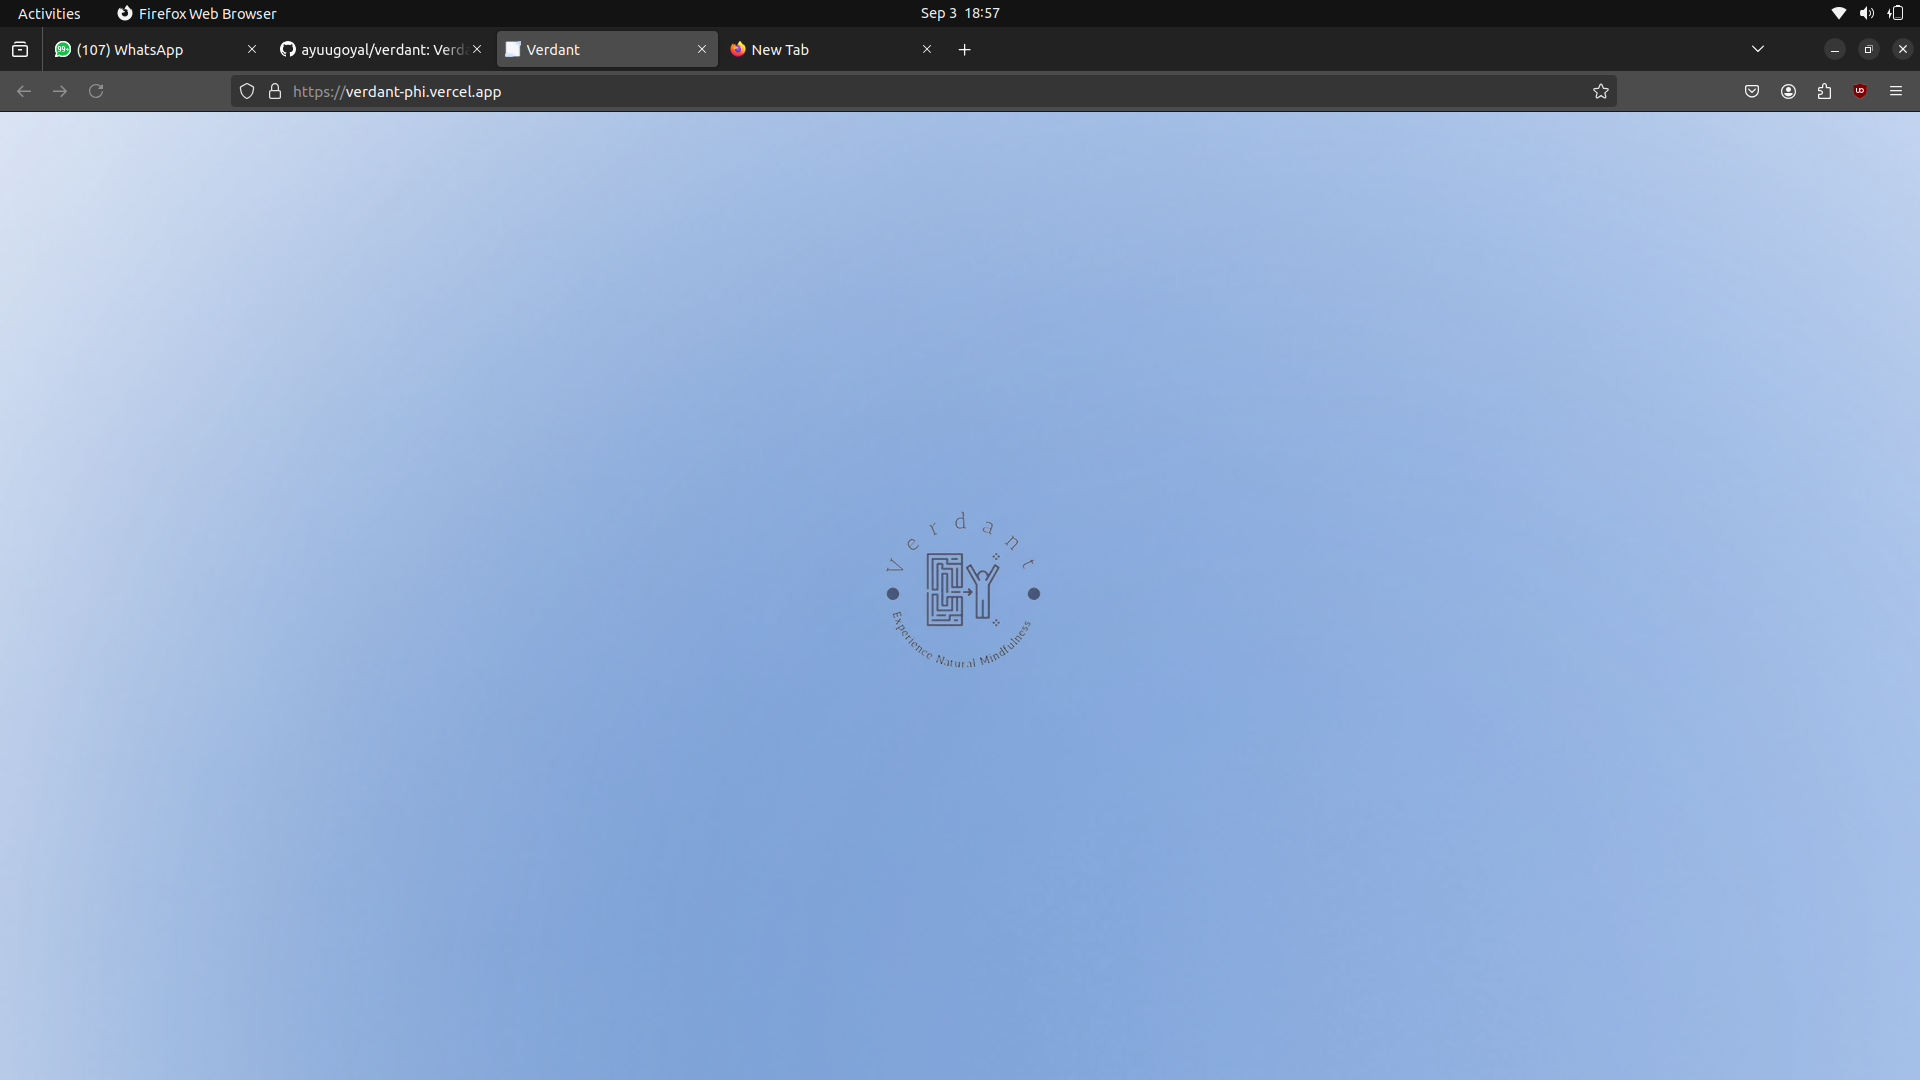 Activities
Firefox Web Browser
Sep 3 18:57
99+
(107) WhatsApp
ayuugoyal/verdant: Verd
Verdant
New Tab
https://verdant-phi.vercel.app
Verdant
Experience Natural Mindfulness